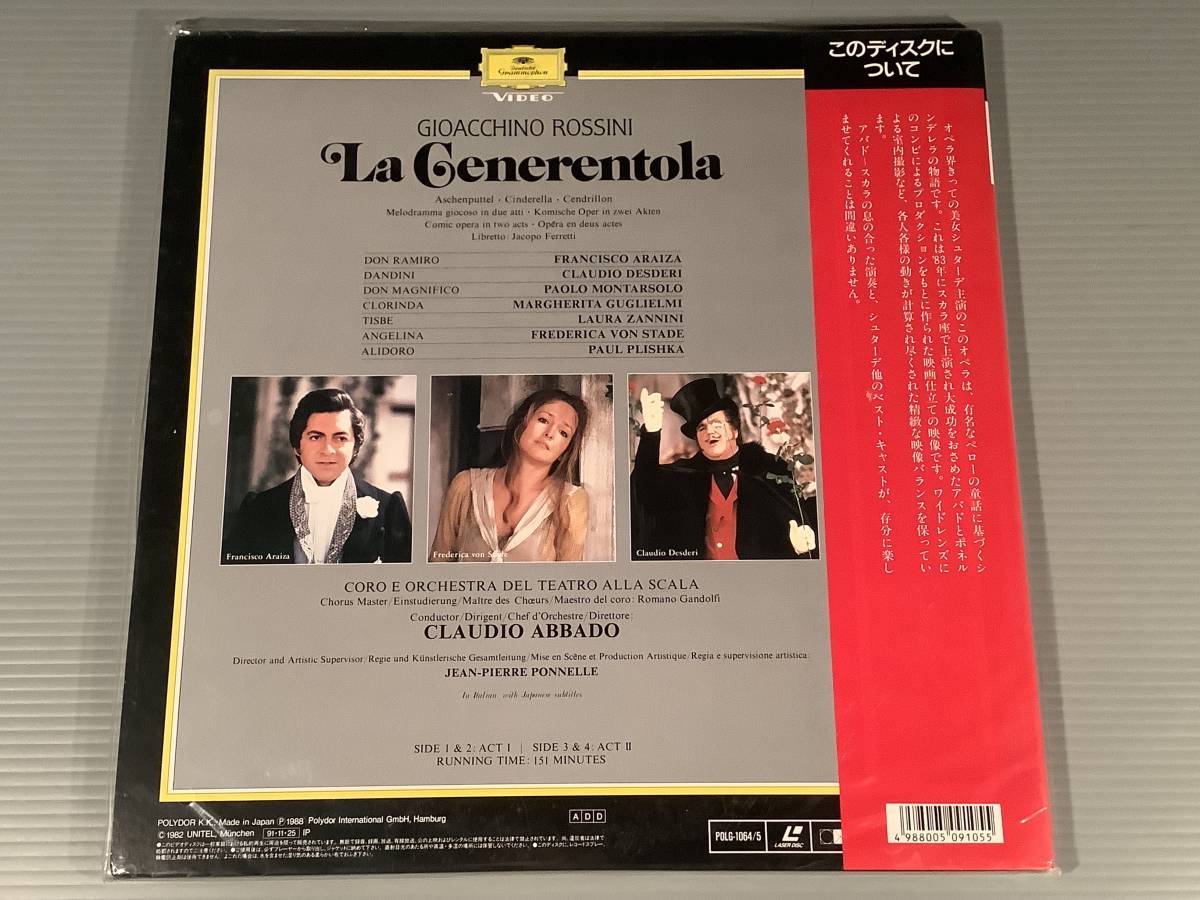 Deutsche
Grammophon
VIDEO
GIOACCHINO ROSSINI
La Cenerentola
Aschenputtel · Cinderella · Cendrillon
Melodramma giocoso in due atti · Komische Oper in zwei Akten
Comic opera in two acts · Opéra en deux actes
Libretto: Jacopo Ferretti
DON RAMIRO FRANCISCO ARAIZA
DANDINI CLAUDIO DESDERI
DON MAGNIFICO PAOLO MONTARSOLO
CLORINDA MARGHERITA GUGLIELMI
TISBE LAURA ZANNINI
ANGELINA FREDERICA VON STADE
ALIDORO PAUL PLISHKA
Francisco Araiza
Frederica von Stade
Claudio Desderi
CORO E ORCHESTRA DEL TEATRO ALLA SCALA
Chorus Master/Einstudierung/Maître des Chœurs/Maestro del coro: Romano Gandolfi
Conductor/Dirigent/Chef d'Orchestre/Direttore:
CLAUDIO ABBADO
Director and Artistic Supervisor/Regie und Künstlerische Gesamtleitung/Mise en Scène et Production Artistique/Regia e supervisione artistica:
JEAN-PIERRE PONNELLE
In Italian, with Japanese subtitles
SIDE 1 & 2: ACT I | SIDE 3 & 4: ACT II
RUNNING TIME: 151 MINUTES
POLYDOR K.K., Made in Japan Ⓟ 1988 Polydor International GmbH, Hamburg
© 1982 UNITEL, München 91·11·25 IP
ADD
POLG-1064/5
LASER DISC
このディスクに
ついて
オペラ界きっての美女シュターデ主演のこのオペラは、有名なペローの童話に基づくシ
ンデレラの物語です。これは'83年にスカラ座で上演され大成功をおさめたアバドとポネル
のコンビによるプロダクションをもとに作られた映画仕立ての映像です。ワイドレンズに
よる室内撮影など、各人各様の動きが計算され尽くされた精緻な映像バランスを保ってい
ます。
アバド〜スカラの息の合った演奏と、シュターデ他のベスト・キャストが、存分に楽し
ませてくれることは間違いありません。
4 988005 091055